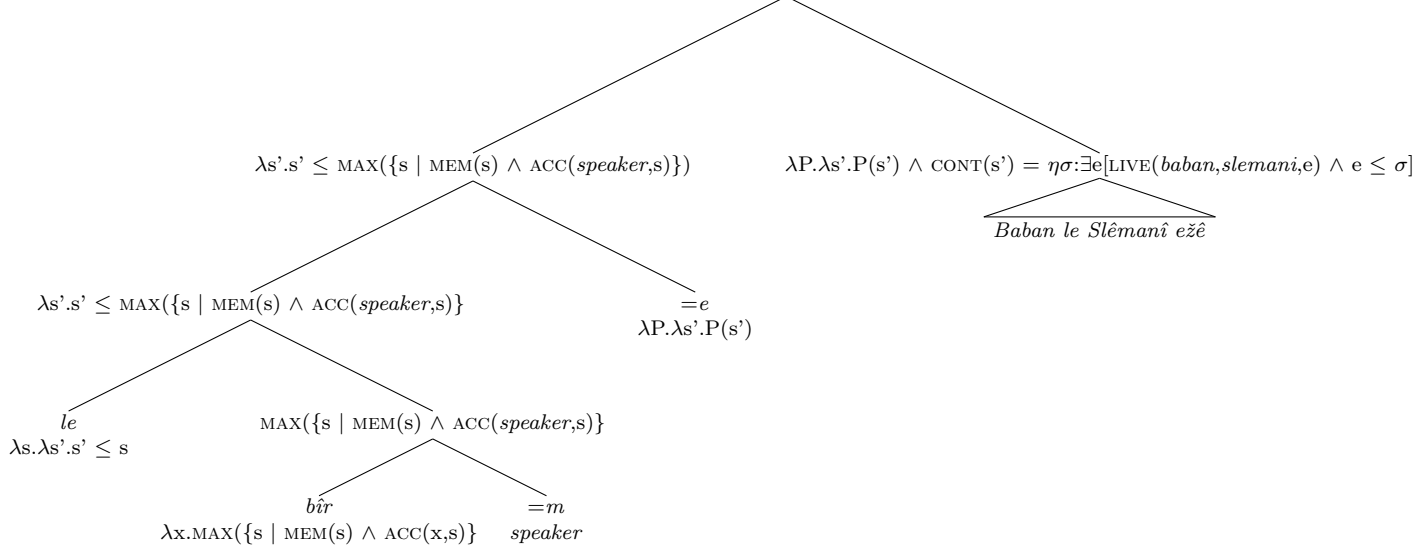 λs’.s’ ≤ MAX({s | MEM(s) ∧ ACC(speaker,s)})
λP.λs’.P(s’) ∧ CONT(s’) = ησ:∃e[LIVE(baban,slemani,e) ∧ e ≤ σ]
Baban le Slêmanî ežê
λs’.s’ ≤ MAX({s | MEM(s) ∧ ACC(speaker,s)}
=e
λP.λs’.P(s’)
le
λs.λs’.s’ ≤ s
MAX({s | MEM(s) ∧ ACC(speaker,s)}
bîr
λx.MAX({s | MEM(s) ∧ ACC(x,s)}
=m
speaker